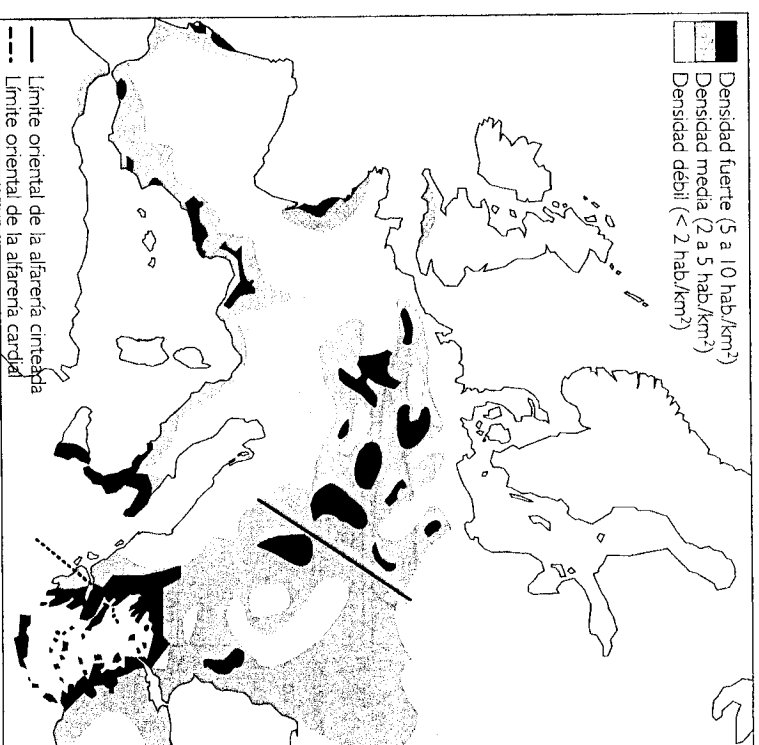 Densidad fuerte (5 a 10 hab./km²)
Densidad media (2 a 5 hab./km²)
Densidad débil (< 2 hab./km²)
Límite oriental de la alfarería cinteada
Límite oriental de la alfarería cardial